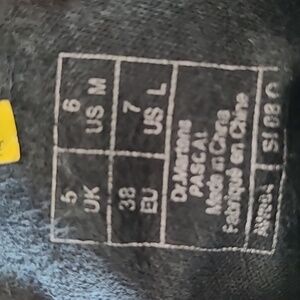 5 6
UK US M
38 7
EU US L
Dr.Martens
PASCAL
Made in China
Fabriqué en Chine